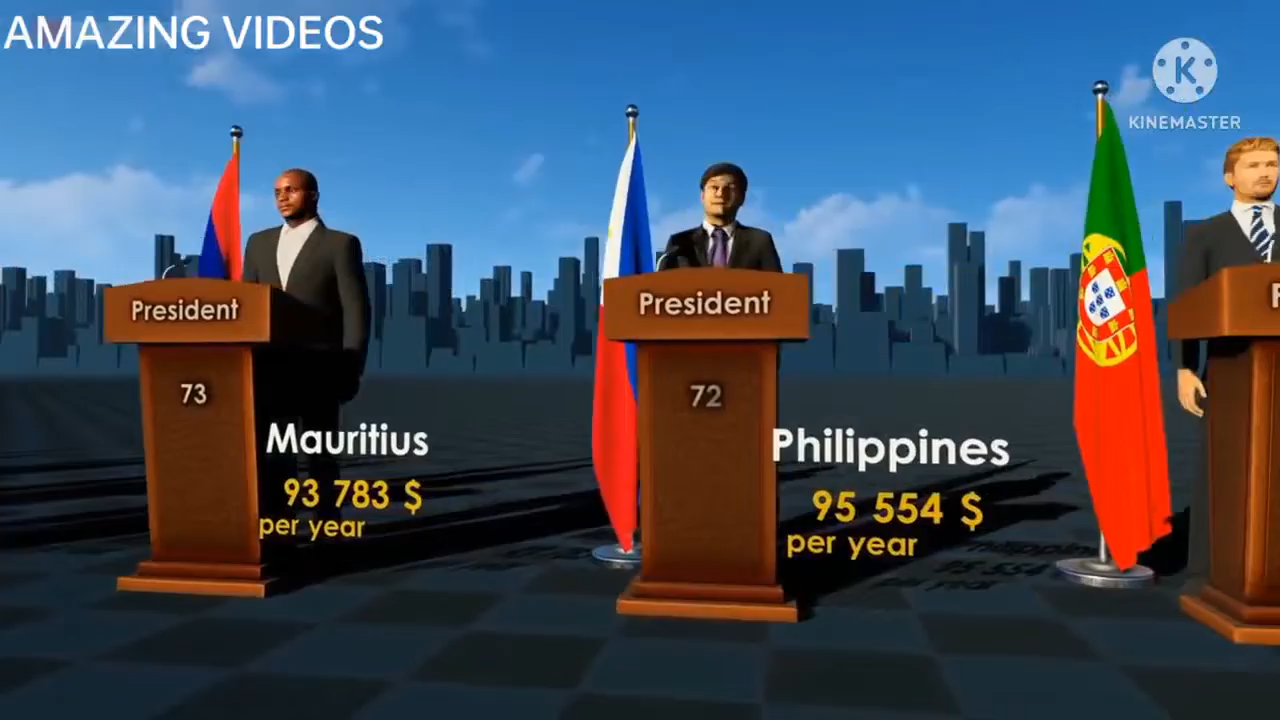 AMAZING VIDEOS
KINEMASTER
President
73
Mauritius
93 783 $
per year
President
72
Philippines
95 554 $
per year